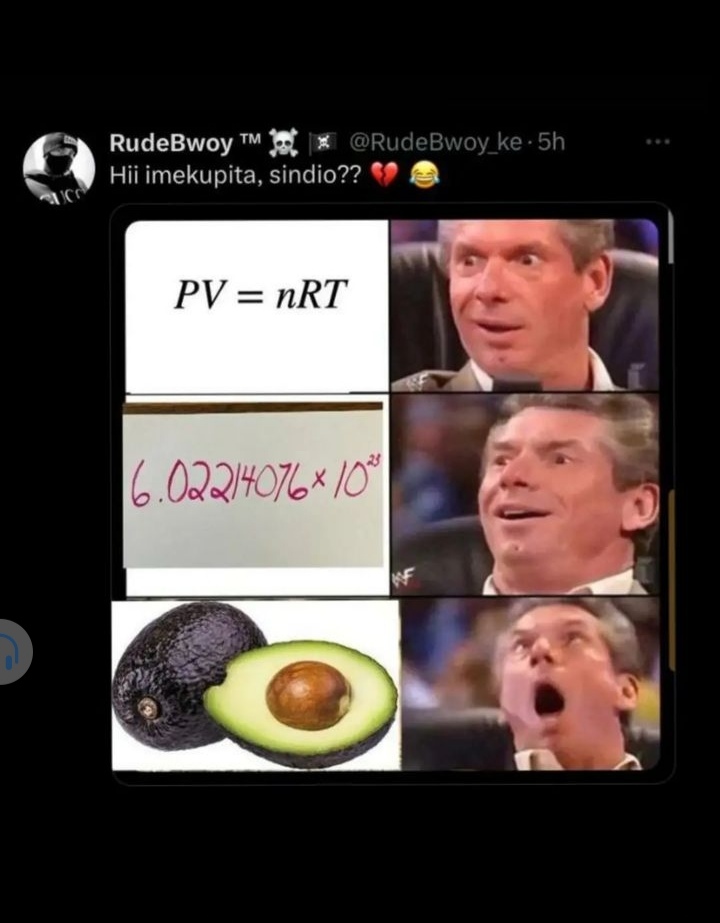 RudeBwoy ™ ☠️ 🏴‍☠️ @RudeBwoy_ke · 5h
Hii imekupita, sindio?? 💔 😂
PV = nRT
6.02214076 × 10²³